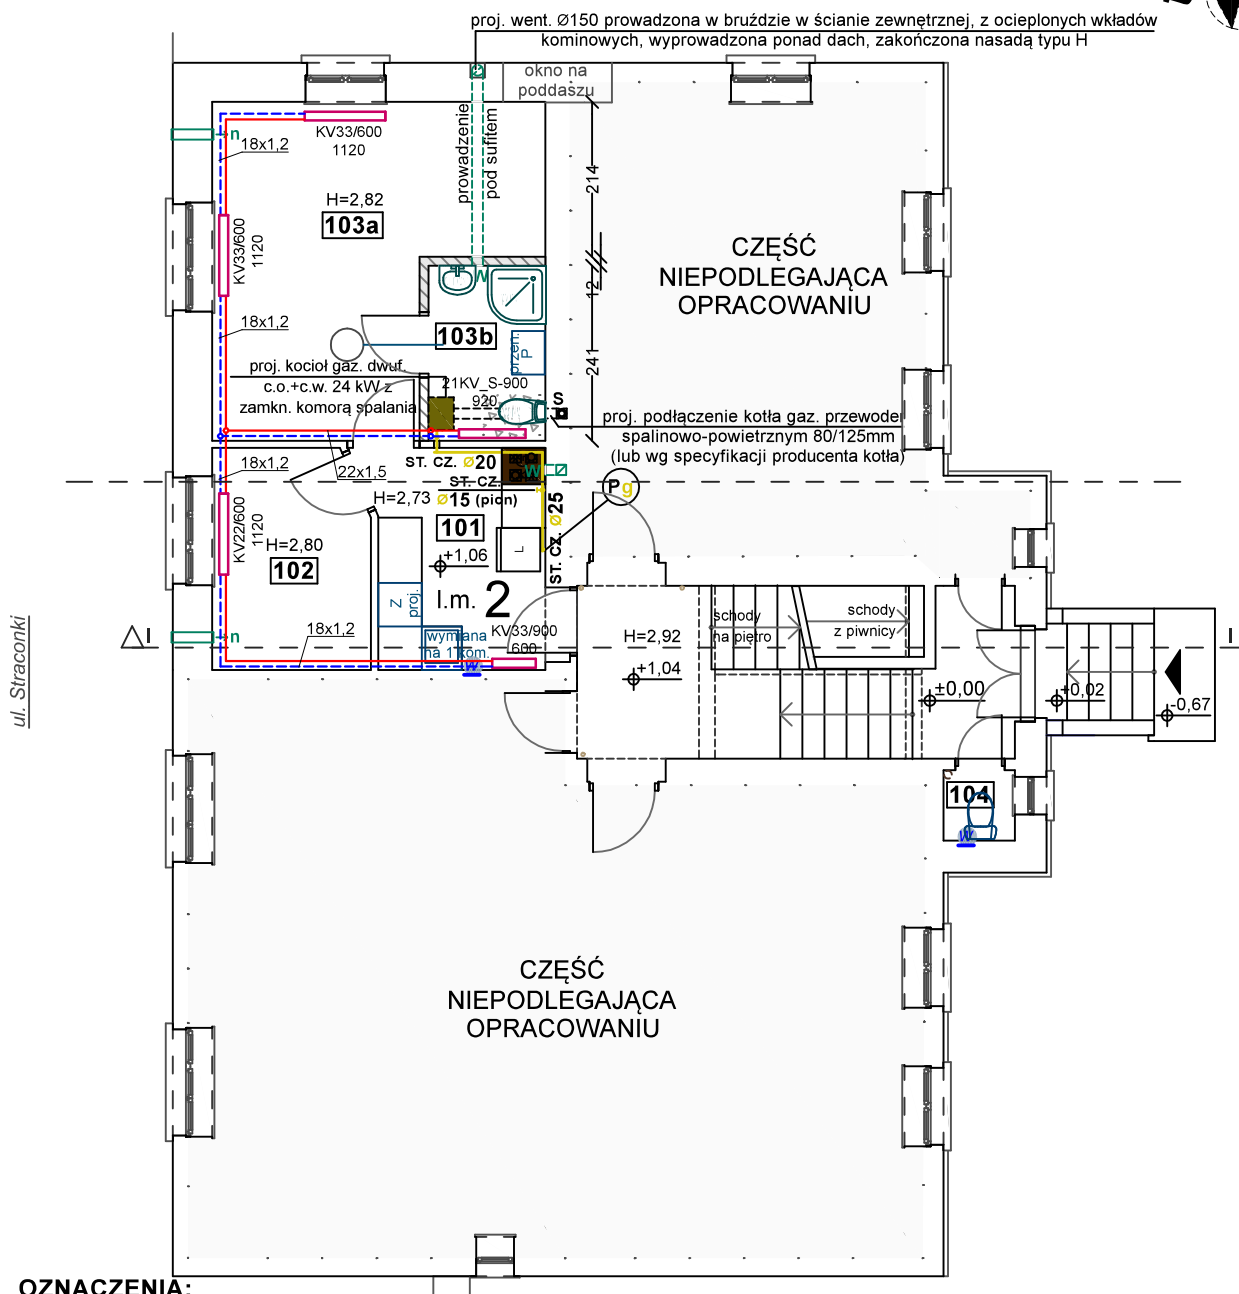 proj. went. Ø150 prowadzona w bruździe w ścianie zewnętrznej, z ocieplonych wkładów
kominowych, wyprowadzona ponad dach, zakończona nasadą typu H
okno na
poddaszu
n
18x1,2
KV33/600
1120
prowadzenie
pod sufitem
214
H=2,82
103a
KV33/600
1120
CZĘŚĆ
NIEPODLEGAJĄCA
OPRACOWANIU
W
12
18x1,2
103b
przen.
P
241
proj. kocioł gaz. dwuf.
c.o.+c.w. 24 kW z
zamkn. komorą spalania
21KV_S-900
920
S
proj. podłączenie kotła gaz. przewodem
spalinowo-powietrznym 80/125mm
(lub wg specyfikacji producenta kotła)
18x1,2
22x1,5
ST. CZ. Ø20
W
ST. CZ.
Ø15 (pion)
H=2,73
Pg
ST. CZ. Ø25
KV22/600
1120
101
H=2,80
102
+1,06
L
l.m. 2
Z
proj.
18x1,2
wymiana
na 1 kom.
KV33/900
600
W
n
I
I
H=2,92
+1,04
schody
na piętro
schody
z piwnicy
±0,00
+0,02
-0,67
ul. Straconki
104
W
CZĘŚĆ
NIEPODLEGAJĄCA
OPRACOWANIU
OZNACZENIA: